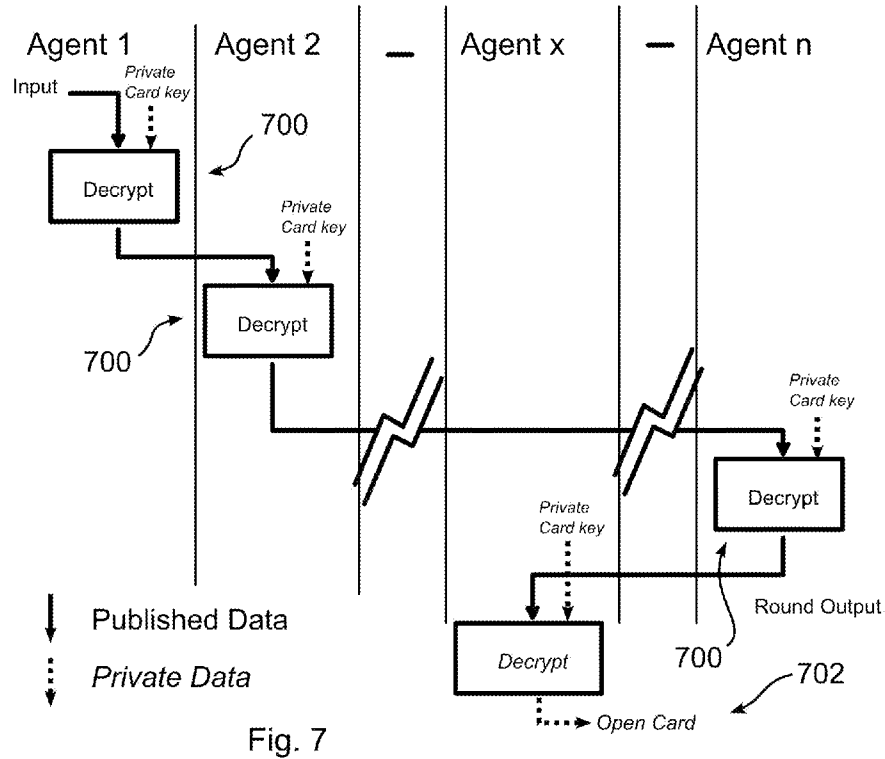 Agent 1
Agent 2
–
Agent x
–
Agent n
Input
Private
Card key
700
Decrypt
Private
Card key
700
Decrypt
Private
Card key
Decrypt
Private
Card key
Round Output
700
Decrypt
702
Open Card
Published Data
Private Data
Fig. 7